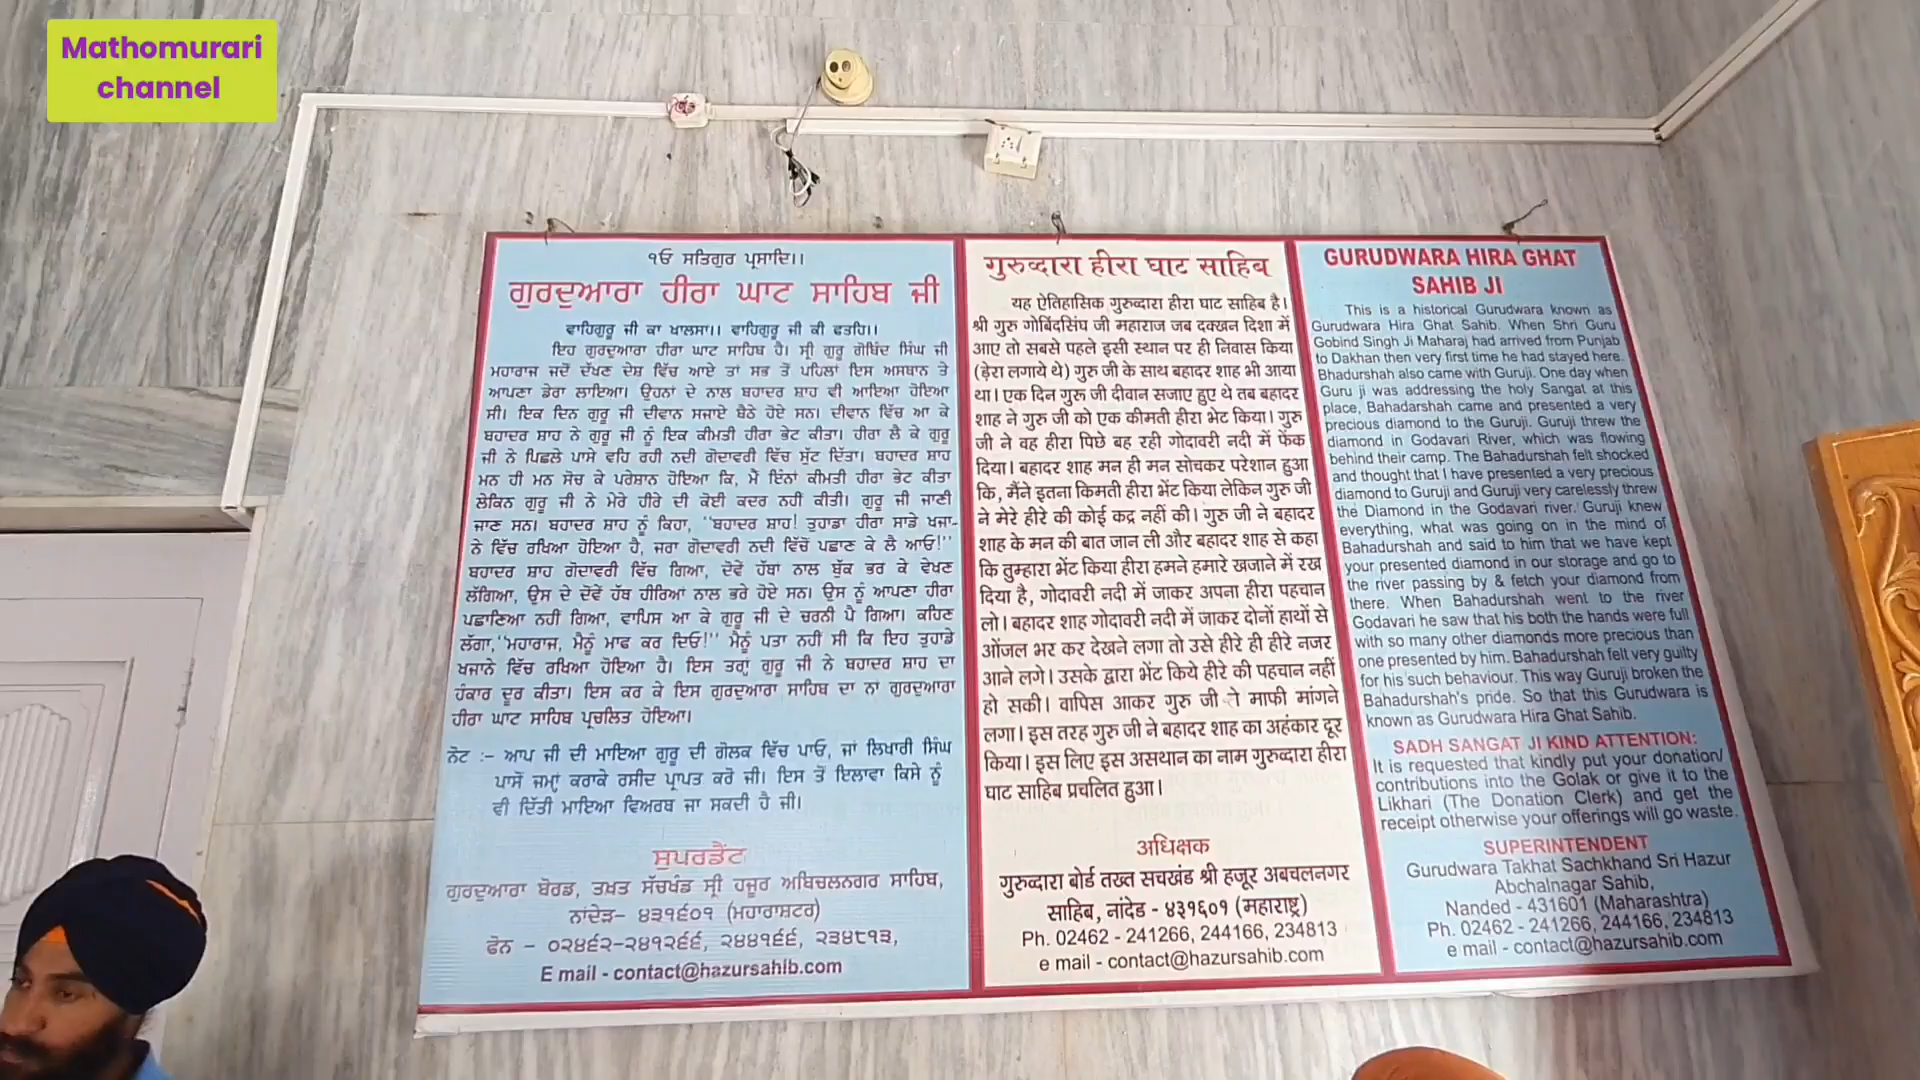 Mathomurari
channel
੧ਓ ਸਤਿਗੁਰ ਪ੍ਰਸਾਦਿ।।
ਗੁਰਦੁਆਰਾ ਹੀਰਾ ਘਾਟ ਸਾਹਿਬ ਜੀ
ਵਾਹਿਗੁਰੂ ਜੀ ਕਾ ਖਾਲਸਾ।। ਵਾਹਿਗੁਰੂ ਜੀ ਕੀ ਫਤਹਿ।।
ਇਹ ਗੁਰਦੁਆਰਾ ਹੀਰਾ ਘਾਟ ਸਾਹਿਬ ਹੈ। ਸ੍ਰੀ ਗੁਰੂ ਗੋਬਿੰਦ ਸਿੰਘ ਜੀ
ਮਹਾਰਾਜ ਜਦੋਂ ਦੱਖਣ ਦੇਸ਼ ਵਿੱਚ ਆਏ ਤਾਂ ਸਭ ਤੋਂ ਪਹਿਲਾਂ ਇਸ ਅਸਥਾਨ ਤੇ
ਆਪਣਾ ਡੇਰਾ ਲਾਇਆ। ਉਹਨਾਂ ਦੇ ਨਾਲ ਬਹਾਦਰ ਸ਼ਾਹ ਵੀ ਆਇਆ ਹੋਇਆ
ਸੀ। ਇਕ ਦਿਨ ਗੁਰੂ ਜੀ ਦੀਵਾਨ ਸਜਾਏ ਬੈਠੇ ਹੋਏ ਸਨ। ਦੀਵਾਨ ਵਿੱਚ ਆ ਕੇ
ਬਹਾਦਰ ਸ਼ਾਹ ਨੇ ਗੁਰੂ ਜੀ ਨੂੰ ਇਕ ਕੀਮਤੀ ਹੀਰਾ ਭੇਟ ਕੀਤਾ। ਹੀਰਾ ਲੈ ਕੇ ਗੁਰੂ
ਜੀ ਨੇ ਪਿਛਲੇ ਪਾਸੇ ਵਹਿ ਰਹੀ ਨਦੀ ਗੋਦਾਵਰੀ ਵਿੱਚ ਸੁੱਟ ਦਿੱਤਾ। ਬਹਾਦਰ ਸ਼ਾਹ
ਮਨ ਹੀ ਮਨ ਸੋਚ ਕੇ ਪਰੇਸ਼ਾਨ ਹੋਇਆ ਕਿ, ਮੈਂ ਇੰਨਾਂ ਕੀਮਤੀ ਹੀਰਾ ਭੇਟ ਕੀਤਾ
ਲੇਕਿਨ ਗੁਰੂ ਜੀ ਨੇ ਮੇਰੇ ਹੀਰੇ ਦੀ ਕੋਈ ਕਦਰ ਨਹੀਂ ਕੀਤੀ। ਗੁਰੂ ਜੀ ਜਾਣੀ
ਜਾਣ ਸਨ। ਬਹਾਦਰ ਸ਼ਾਹ ਨੂੰ ਕਿਹਾ, ''ਬਹਾਦਰ ਸ਼ਾਹ! ਤੁਹਾਡਾ ਹੀਰਾ ਸਾਡੇ ਖਜਾ-
ਨੇ ਵਿੱਚ ਰਖਿਆ ਹੋਇਆ ਹੈ, ਜਰਾ ਗੋਦਾਵਰੀ ਨਦੀ ਵਿੱਚੋਂ ਪਛਾਣ ਕੇ ਲੈ ਆਓ!''
ਬਹਾਦਰ ਸ਼ਾਹ ਗੋਦਾਵਰੀ ਵਿੱਚ ਗਿਆ, ਦੋਵੇਂ ਹੱਥਾਂ ਨਾਲ ਬੁੱਕ ਭਰ ਕੇ ਵੇਖਣ
ਲੱਗਿਆ, ਉਸ ਦੇ ਦੋਵੇਂ ਹੱਥ ਹੀਰਿਆਂ ਨਾਲ ਭਰੇ ਹੋਏ ਸਨ। ਉਸ ਨੂੰ ਆਪਣਾ ਹੀਰਾ
ਪਛਾਣਿਆ ਨਹੀਂ ਗਿਆ, ਵਾਪਿਸ ਆ ਕੇ ਗੁਰੂ ਜੀ ਦੇ ਚਰਨੀ ਪੈ ਗਿਆ। ਕਹਿਣ
ਲੱਗਾ,''ਮਹਾਰਾਜ, ਮੈਨੂੰ ਮਾਫ ਕਰ ਦਿਓ!'' ਮੈਨੂੰ ਪਤਾ ਨਹੀਂ ਸੀ ਕਿ ਇਹ ਤੁਹਾਡੇ
ਖਜਾਨੇ ਵਿੱਚ ਰਖਿਆ ਹੋਇਆ ਹੈ। ਇਸ ਤਰ੍ਹਾਂ ਗੁਰੂ ਜੀ ਨੇ ਬਹਾਦਰ ਸ਼ਾਹ ਦਾ
ਹੰਕਾਰ ਦੂਰ ਕੀਤਾ। ਇਸ ਕਰ ਕੇ ਇਸ ਗੁਰਦੁਆਰਾ ਸਾਹਿਬ ਦਾ ਨਾਂ ਗੁਰਦੁਆਰਾ
ਹੀਰਾ ਘਾਟ ਸਾਹਿਬ ਪ੍ਰਚਲਿਤ ਹੋਇਆ।
ਨੋਟ :- ਆਪ ਜੀ ਦੀ ਮਾਇਆ ਗੁਰੂ ਦੀ ਗੋਲਕ ਵਿੱਚ ਪਾਓ, ਜਾਂ ਲਿਖਾਰੀ ਸਿੰਘ
ਪਾਸੋਂ ਜਮ੍ਹਾਂ ਕਰਾਕੇ ਰਸੀਦ ਪ੍ਰਾਪਤ ਕਰੋ ਜੀ। ਇਸ ਤੋਂ ਇਲਾਵਾ ਕਿਸੇ ਨੂੰ
ਵੀ ਦਿੱਤੀ ਮਾਇਆ ਵਿਅਰਥ ਜਾ ਸਕਦੀ ਹੈ ਜੀ।
ਸੁਪਰਡੈਂਟ
ਗੁਰਦੁਆਰਾ ਬੋਰਡ, ਤਖਤ ਸੱਚਖੰਡ ਸ੍ਰੀ ਹਜੂਰ ਅਬਿਚਲਨਗਰ ਸਾਹਿਬ,
ਨਾਂਦੇੜ- ੪੩੧੬੦੧ (ਮਹਾਰਾਸ਼ਟਰ)
ਫੋਨ - ੦੨੪੬੨-੨੪੧੨੬੬, ੨੪੪੧੬੬, ੨੩੪੮੧੩,
E mail - contact@hazursahib.com
गुरुव्दारा हीरा घाट साहिब
यह ऐतिहासिक गुरुव्दारा हीरा घाट साहिब है।
श्री गुरु गोबिंदसिंघ जी महाराज जब दक्खन दिशा में
आए तो सबसे पहले इसी स्थान पर ही निवास किया
(ड़ेरा लगाये थे) गुरु जी के साथ बहादर शाह भी आया
था। एक दिन गुरू जी दीवान सजाए हुए थे तब बहादर
शाह ने गुरु जी को एक कीमती हीरा भेट किया। गुरु
जी ने वह हीरा पिछे बह रही गोदावरी नदी में फेंक
दिया। बहादर शाह मन ही मन सोचकर परेशान हुआ
कि, मैंने इतना किमती हीरा भेंट किया लेकिन गुरु जी
ने मेरे हीरे की कोई कद्र नहीं की। गुरु जी ने बहादर
शाह के मन की बात जान ली और बहादर शाह से कहा
कि तुम्हारा भेंट किया हीरा हमने हमारे खजाने में रख
दिया है, गोदावरी नदी में जाकर अपना हीरा पहचान
लो। बहादर शाह गोदावरी नदी में जाकर दोनों हाथों से
ओंजल भर कर देखने लगा तो उसे हीरे ही हीरे नजर
आने लगे। उसके द्वारा भेंट किये हीरे की पहचान नहीं
हो सकी। वापिस आकर गुरु जी ते माफी मांगने
लगा। इस तरह गुरु जी ने बहादर शाह का अहंकार दूर
किया। इस लिए इस असथान का नाम गुरुव्दारा हीरा
घाट साहिब प्रचलित हुआ।
अधिक्षक
गुरुव्दारा बोर्ड तख्त सचखंड श्री हजूर अबचलनगर
साहिब, नांदेड - ४३१६०१ (महाराष्ट्र)
Ph. 02462 - 241266, 244166, 234813
e mail - contact@hazursahib.com
GURUDWARA HIRA GHAT
SAHIB JI
This is a historical Gurudwara known as
Gurudwara Hira Ghat Sahib. When Shri Guru
Gobind Singh Ji Maharaj had arrived from Punjab
to Dakhan then very first time he had stayed here.
Bhadurshah also came with Guruji. One day when
Guru ji was addressing the holy Sangat at this
place, Bahadarshah came and presented a very
precious diamond to the Guruji. Guruji threw the
diamond in Godavari River, which was flowing
behind their camp. The Bahadurshah felt shocked
and thought that I have presented a very precious
diamond to Guruji and Guruji very carelessly threw
the Diamond in the Godavari river. Guruji knew
everything, what was going on in the mind of
Bahadurshah and said to him that we have kept
your presented diamond in our storage and go to
the river passing by & fetch your diamond from
there. When Bahadurshah went to the river
Godavari he saw that his both the hands were full
with so many other diamonds more precious than
one presented by him. Bahadurshah felt very guilty
for his such behaviour. This way Guruji broken the
Bahadurshah's pride. So that this Gurudwara is
known as Gurudwara Hira Ghat Sahib.
SADH SANGAT JI KIND ATTENTION:
It is requested that kindly put your donation/
contributions into the Golak or give it to the
Likhari (The Donation Clerk) and get the
receipt otherwise your offerings will go waste.
SUPERINTENDENT
Gurudwara Takhat Sachkhand Sri Hazur
Abchalnagar Sahib,
Nanded - 431601 (Maharashtra)
Ph. 02462 - 241266, 244166, 234813
e mail - contact@hazursahib.com